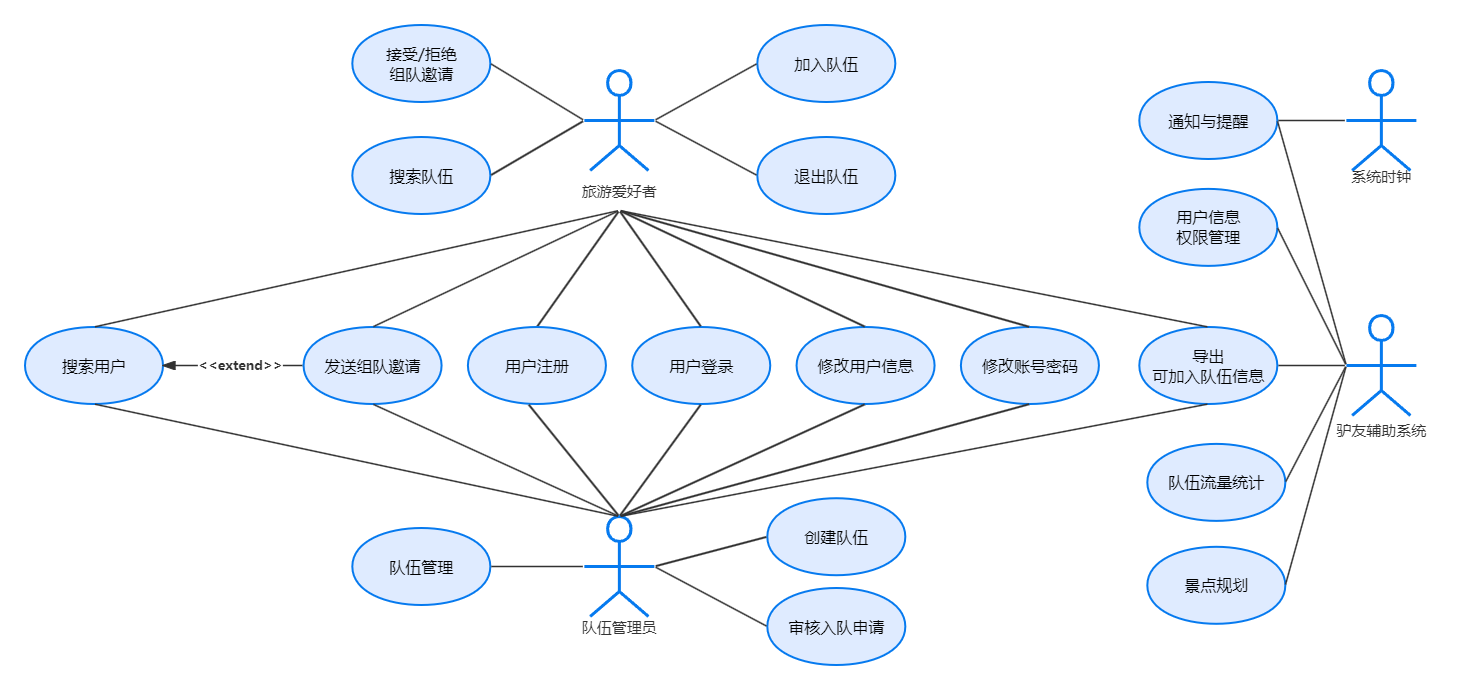 接受/拒绝
组队邀请
加入队伍
通知与提醒
搜索队伍
退出队伍
旅游爱好者
系统时钟
用户信息
权限管理
搜索用户
<<extend>>
发送组队邀请
用户注册
用户登录
修改用户信息
修改账号密码
导出
可加入队伍信息
驴友辅助系统
队伍流量统计
创建队伍
队伍管理
景点规划
队伍管理员
审核入队申请